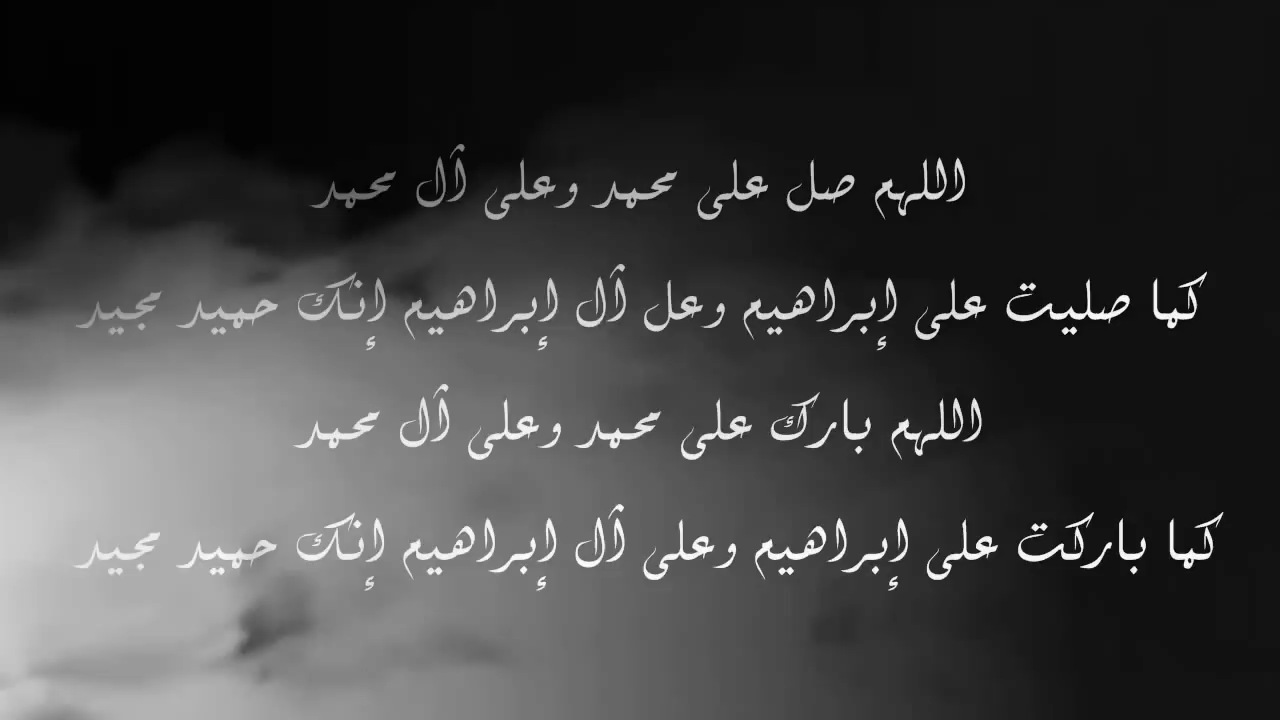 اللهم صل على محمد وعلى آل محمد
كما صليت على إبراهيم وعل آل إبراهيم إنك حميد مجيد
اللهم بارك على محمد وعلى آل محمد
كما باركت على إبراهيم وعلى آل إبراهيم إنك حميد مجيد